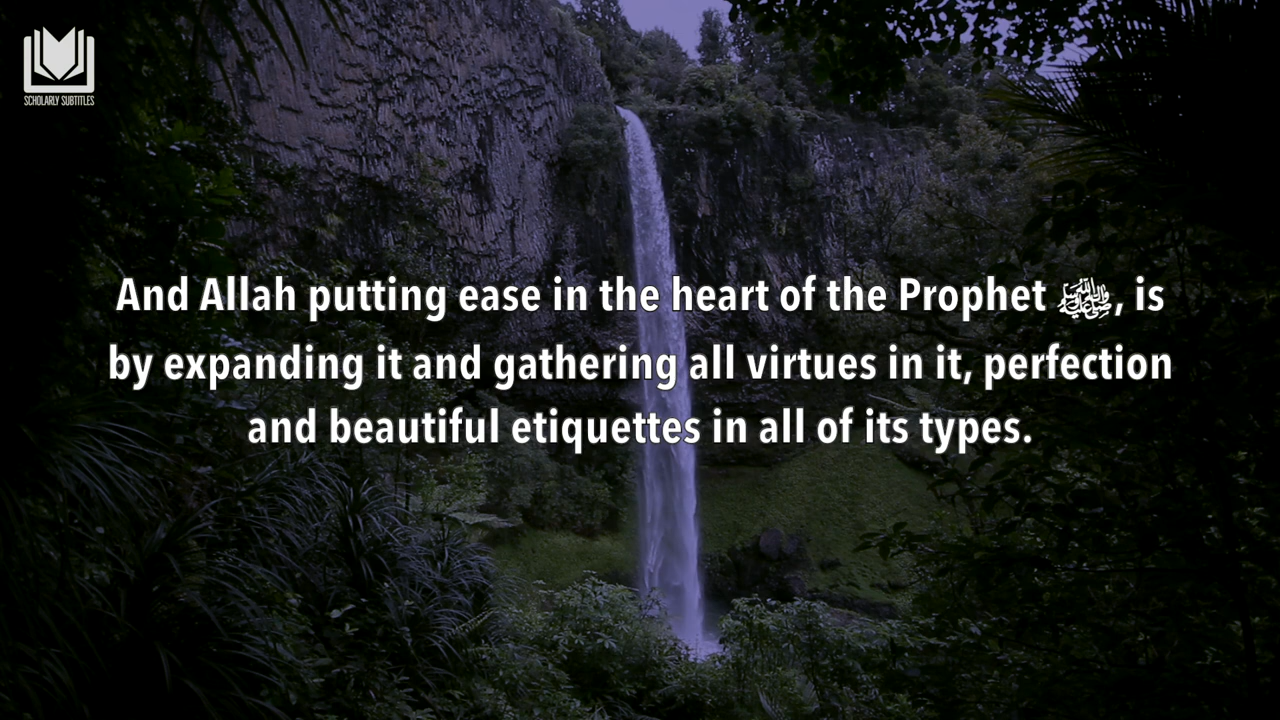 SCHOLARLY SUBTITLES
And Allah putting ease in the heart of the Prophet ﷺ, is
by expanding it and gathering all virtues in it, perfection
and beautiful etiquettes in all of its types.